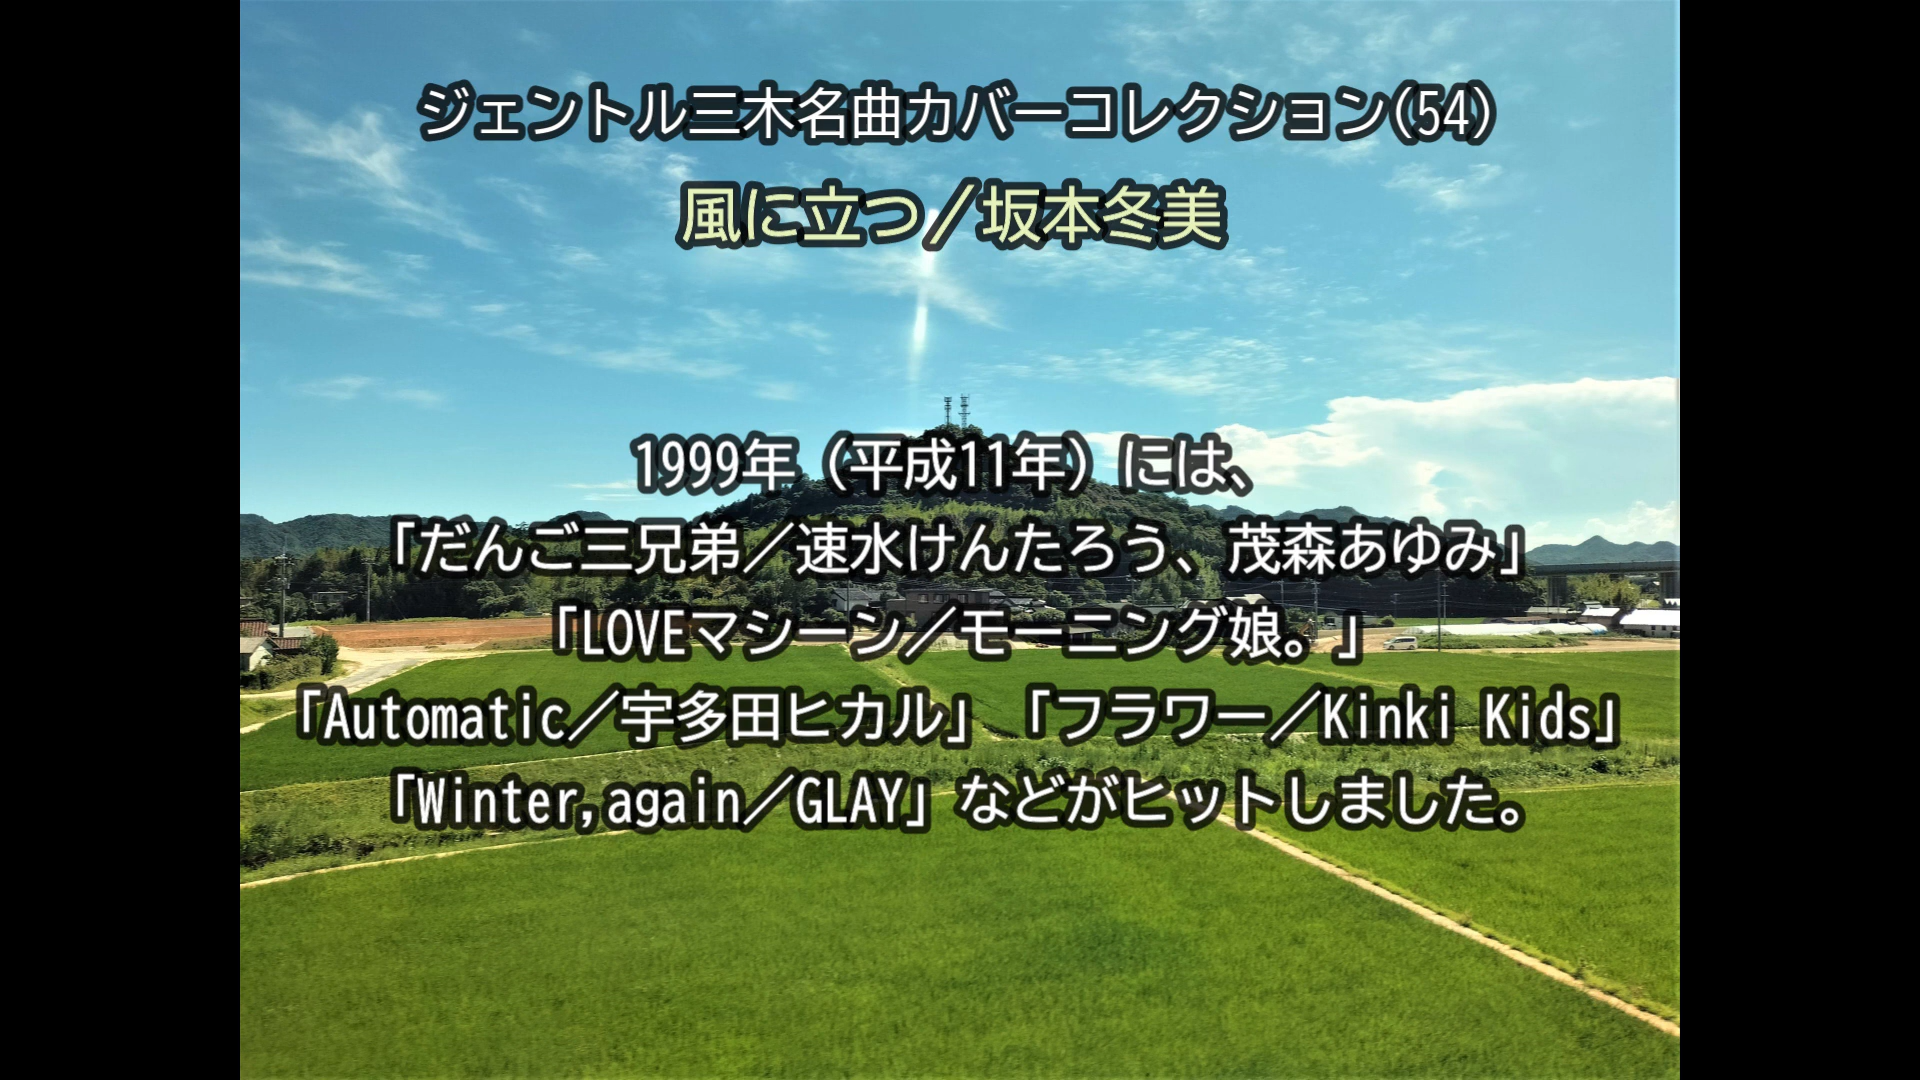 ジェントル三木名曲カバーコレクション(54)
風に立つ／坂本冬美
1999年（平成11年）には、
「だんご三兄弟／速水けんたろう、茂森あゆみ」
「LOVEマシーン／モーニング娘。」
「Automatic／宇多田ヒカル」「フラワー／Kinki Kids」
「Winter,again／GLAY」などがヒットしました。